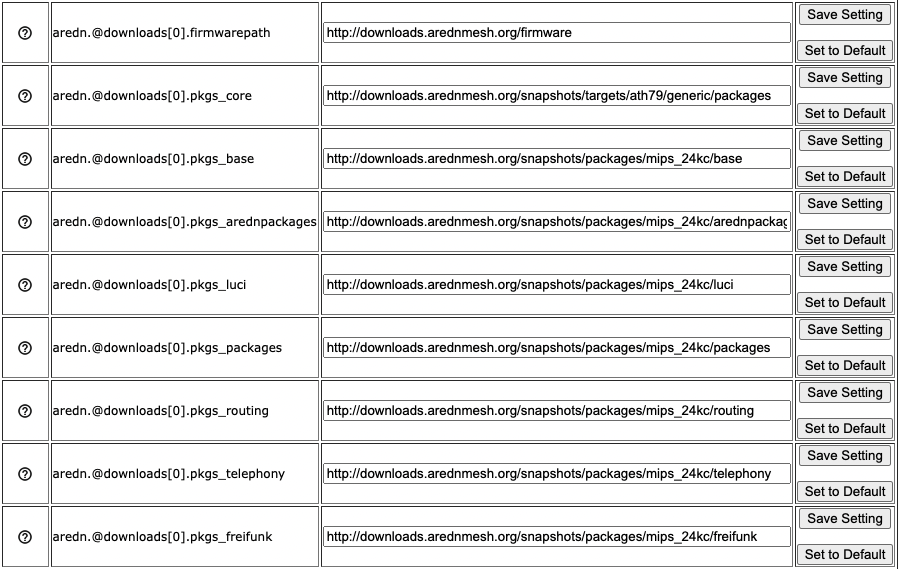 Save Setting
aredn.@downloads[0].firmwarepath http://downloads.arednmesh.org/firmware
Set to Default
Save Setting
aredn.@downloads[0].pkgs_core http://downloads.arednmesh.org/snapshots/targets/ath79/generic/packages
Set to Default
Save Setting
aredn.@downloads[0].pkgs_base http://downloads.arednmesh.org/snapshots/packages/mips_24kc/base
Set to Default
Save Setting
aredn.@downloads[0].pkgs_arednpackages http://downloads.arednmesh.org/snapshots/packages/mips_24kc/arednpackag
Set to Default
Save Setting
aredn.@downloads[0].pkgs_luci http://downloads.arednmesh.org/snapshots/packages/mips_24kc/luci
Set to Default
Save Setting
aredn.@downloads[0].pkgs_packages http://downloads.arednmesh.org/snapshots/packages/mips_24kc/packages
Set to Default
Save Setting
aredn.@downloads[0].pkgs_routing http://downloads.arednmesh.org/snapshots/packages/mips_24kc/routing
Set to Default
Save Setting
aredn.@downloads[0].pkgs_telephony http://downloads.arednmesh.org/snapshots/packages/mips_24kc/telephony
Set to Default
Save Setting
aredn.@downloads[0].pkgs_freifunk http://downloads.arednmesh.org/snapshots/packages/mips_24kc/freifunk
Set to Default